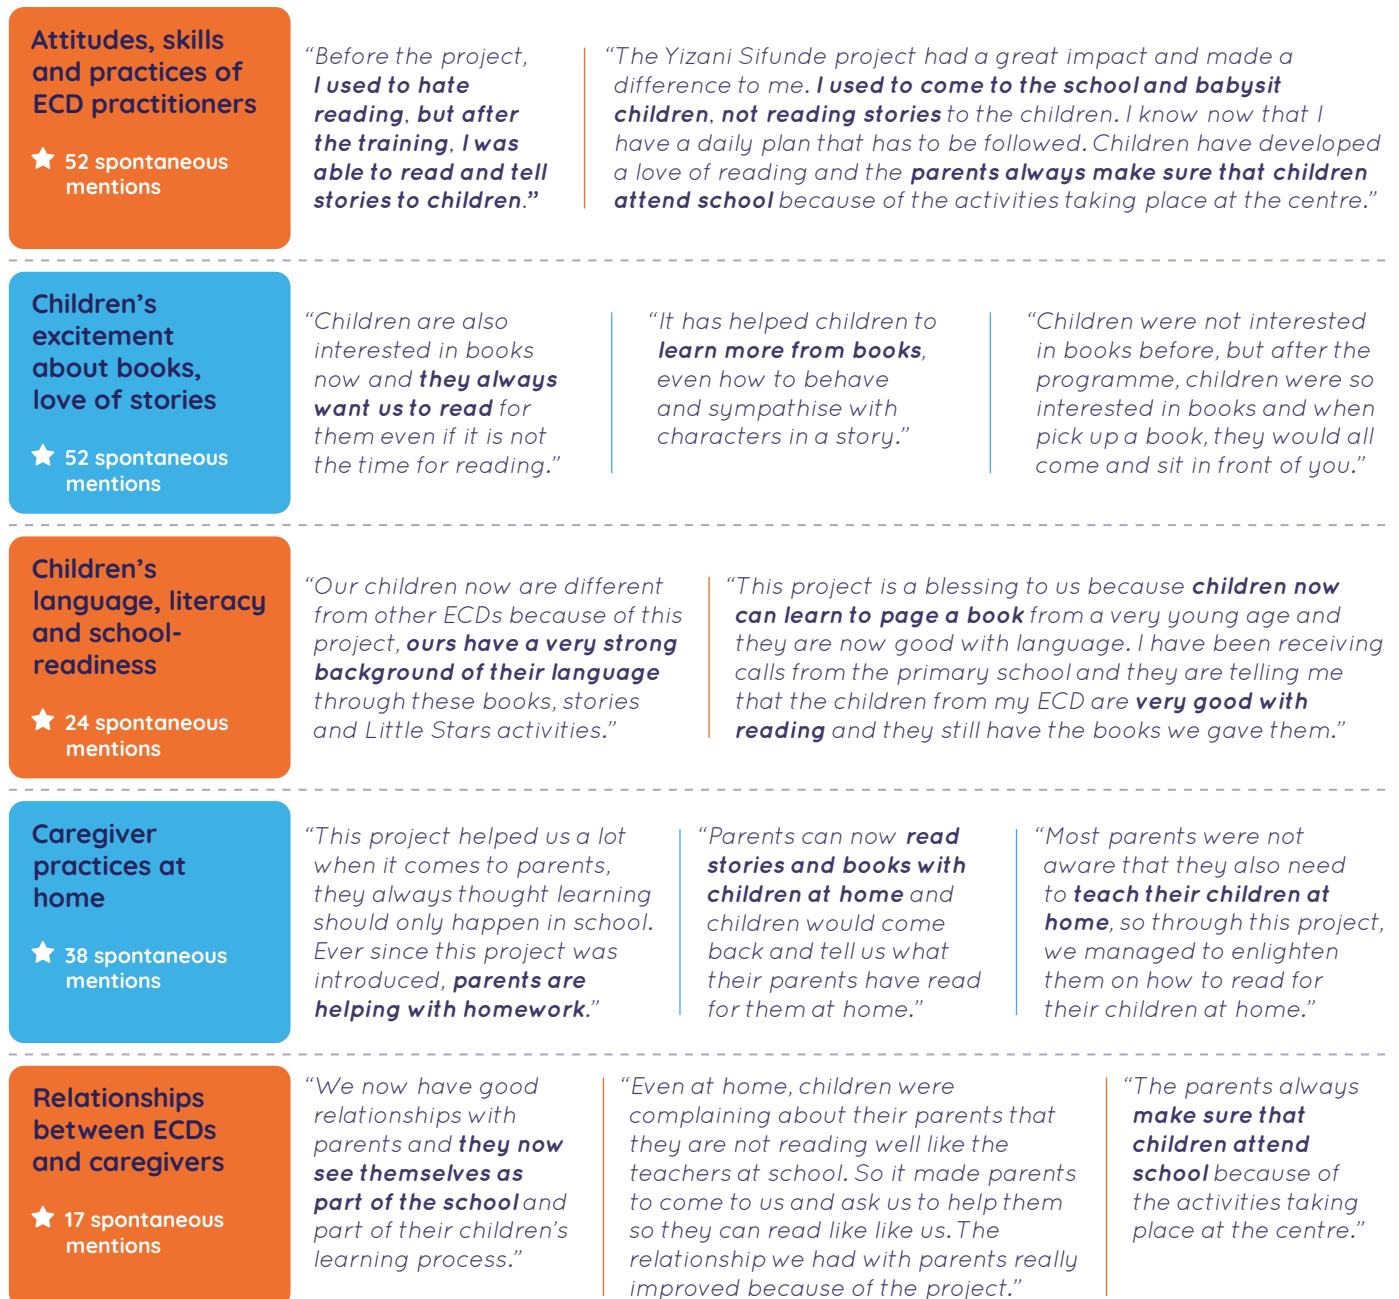 Attitudes, skills
and practices of
ECD practitioners
52 spontaneous
mentions
“Before the project,
I used to hate
reading, but after
the training, I was
able to read and tell
stories to children.”
“The Yizani Sifunde project had a great impact and made a
difference to me. I used to come to the school and babysit
children, not reading stories to the children. I know now that I
have a daily plan that has to be followed. Children have developed
a love of reading and the parents always make sure that children
attend school because of the activities taking place at the centre.”
Children’s
excitement
about books,
love of stories
52 spontaneous
mentions
“Children are also
interested in books
now and they always
want us to read for
them even if it is not
the time for reading.”
“It has helped children to
learn more from books,
even how to behave
and sympathise with
characters in a story.”
“Children were not interested
in books before, but after the
programme, children were so
interested in books and when
pick up a book, they would all
come and sit in front of you.”
Children’s
language, literacy
and school-
readiness
24 spontaneous
mentions
“Our children now are different
from other ECDs because of this
project, ours have a very strong
background of their language
through these books, stories
and Little Stars activities.”
“This project is a blessing to us because children now
can learn to page a book from a very young age and
they are now good with language. I have been receiving
calls from the primary school and they are telling me
that the children from my ECD are very good with
reading and they still have the books we gave them.”
Caregiver
practices at
home
38 spontaneous
mentions
“This project helped us a lot
when it comes to parents,
they always thought learning
should only happen in school.
Ever since this project was
introduced, parents are
helping with homework.”
“Parents can now read
stories and books with
children at home and
children would come
back and tell us what
their parents have read
for them at home.”
“Most parents were not
aware that they also need
to teach their children at
home, so through this project,
we managed to enlighten
them on how to read for
their children at home.”
Relationships
between ECDs
and caregivers
17 spontaneous
mentions
“We now have good
relationships with
parents and they now
see themselves as
part of the school and
part of their children’s
learning process.”
“Even at home, children were
complaining about their parents that
they are not reading well like the
teachers at school. So it made parents
to come to us and ask us to help them
so they can read like like us. The
relationship we had with parents really
improved because of the project.”
“The parents always
make sure that
children attend
school because of
the activities taking
place at the centre.”